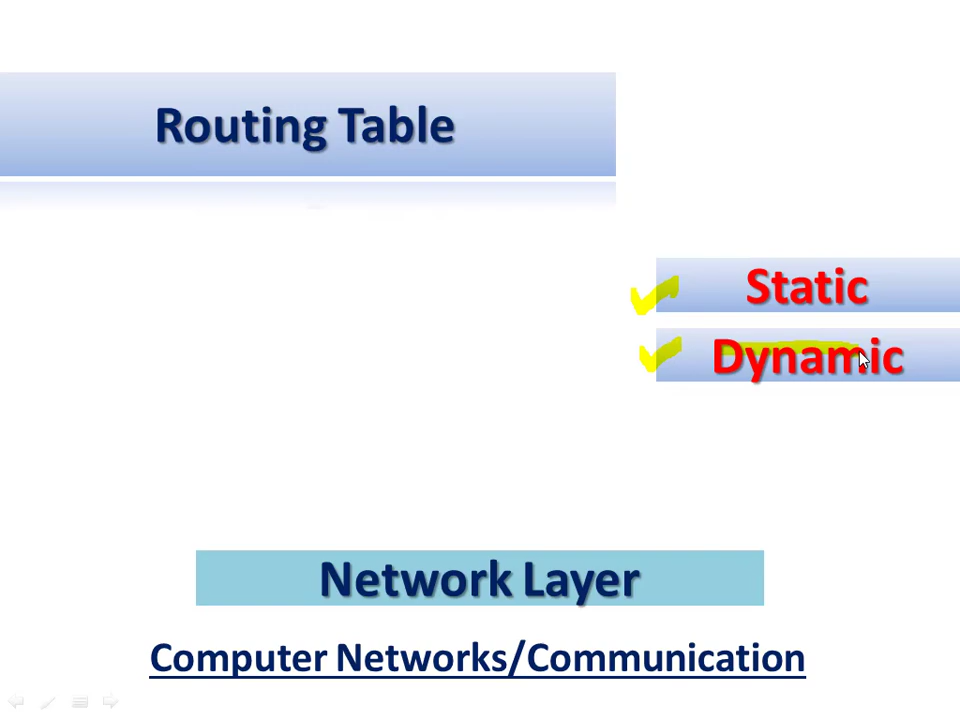 Routing Table
Static
Dynamic
Network Layer
Computer Networks/Communication